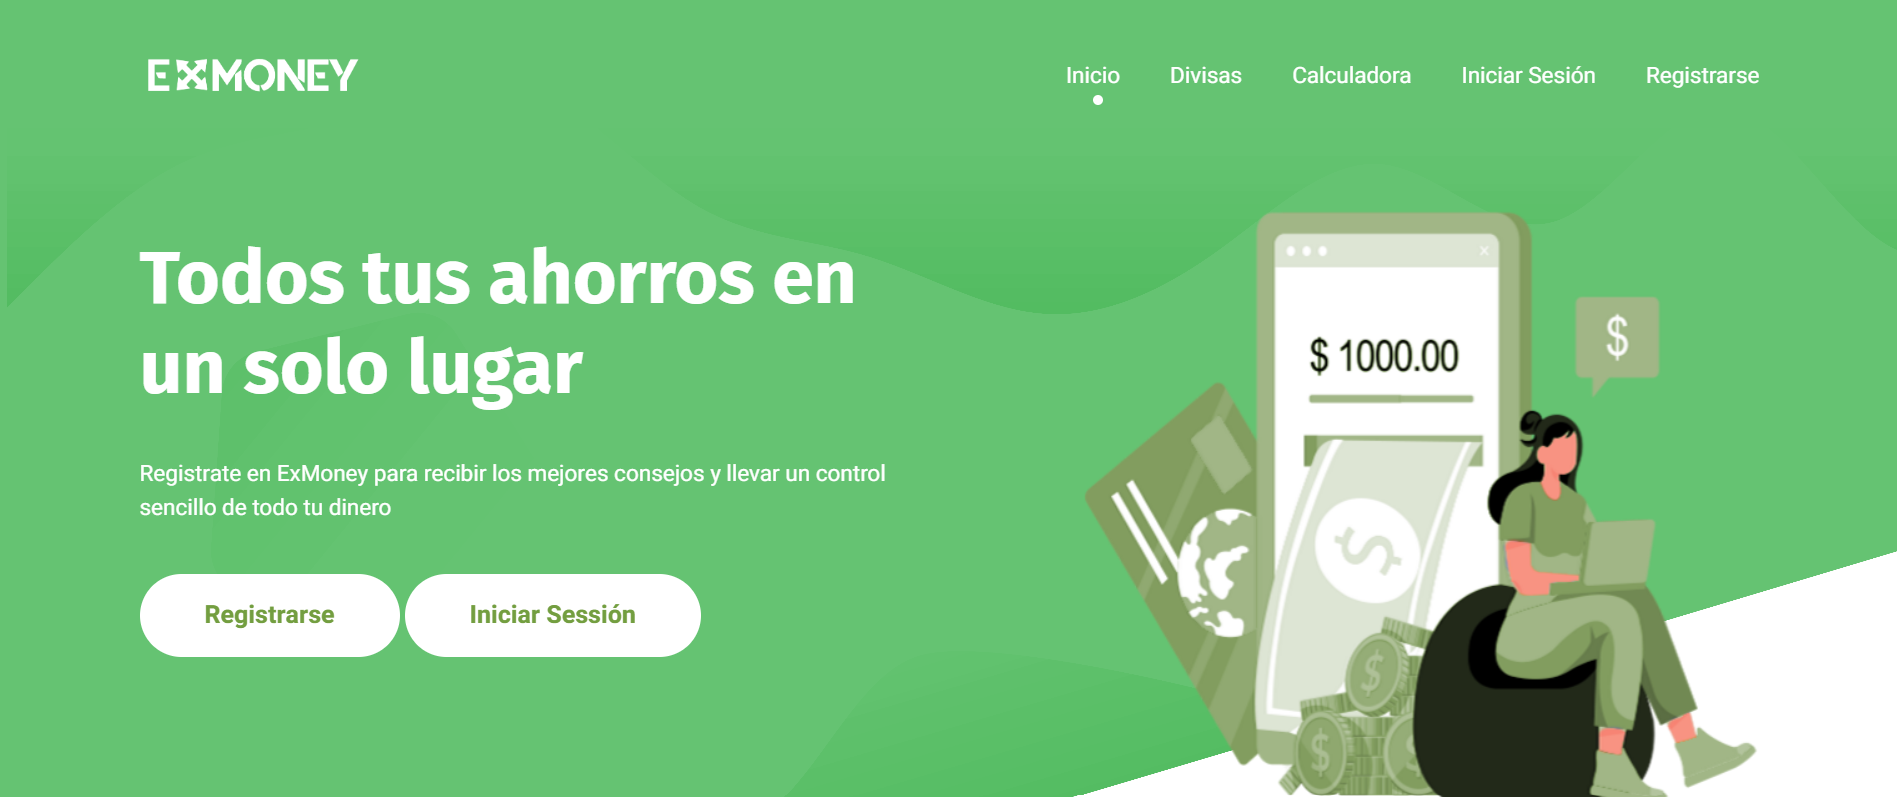 EXMONEY
Inicio Divisas Calculadora Iniciar Sesión Registrarse
Todos tus ahorros en
un solo lugar
Registrate en ExMoney para recibir los mejores consejos y llevar un control
sencillo de todo tu dinero
Registrarse Iniciar Sessión
$ 1000.00
$
$
$
$
$